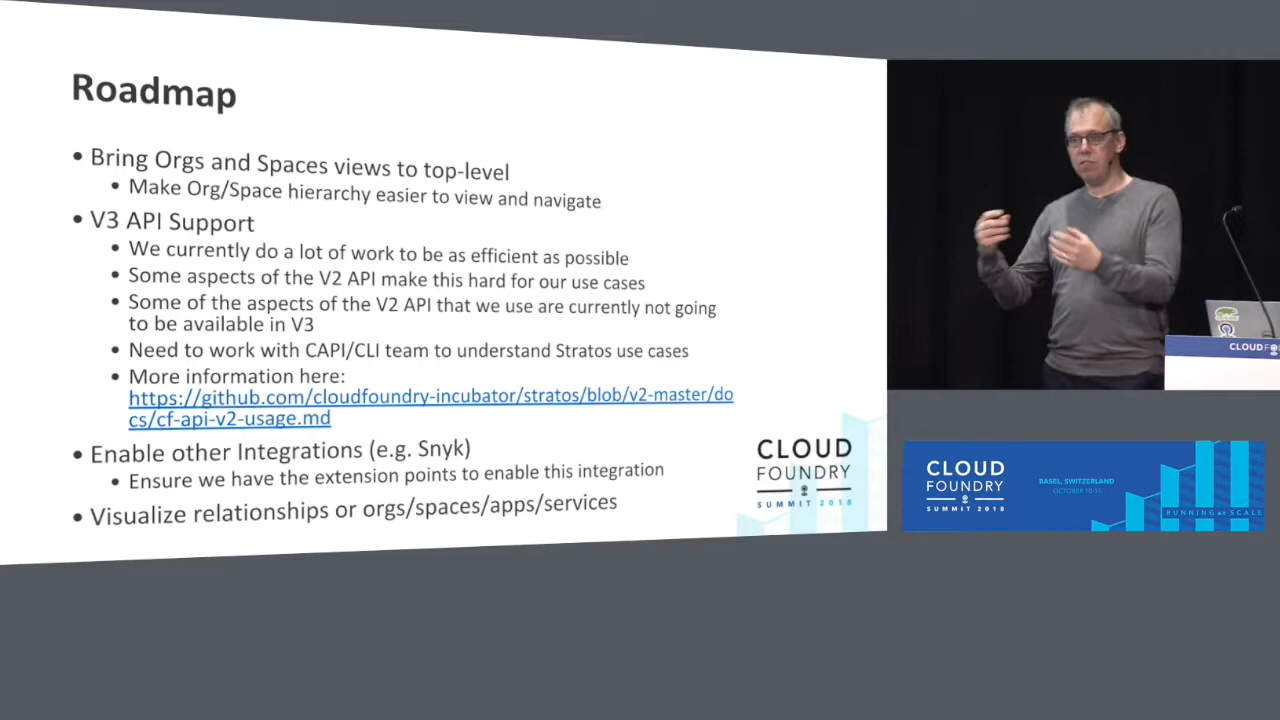 Roadmap
• Bring Orgs and Spaces views to top-level
• Make Org/Space hierarchy easier to view and navigate
• V3 API Support
• We currently do a lot of work to be as efficient as possible
• Some aspects of the V2 API make this hard for our use cases
• Some of the aspects of the V2 API that we use are currently not going
to be available in V3
• Need to work with CAPI/CLI team to understand Stratos use cases
• More information here:
https://github.com/cloudfoundry-incubator/stratos/blob/v2-master/do
cs/cf-api-v2-usage.md
• Enable other Integrations (e.g. Snyk)
• Ensure we have the extension points to enable this integration
• Visualize relationships or orgs/spaces/apps/services
CLOUD
FOUNDRY
SUMMIT 2018
CLOUD FO
CLOUD
FOUNDRY
SUMMIT 2018
BASEL, SWITZERLAND
OCTOBER 10-11
RUNNING at SCALE